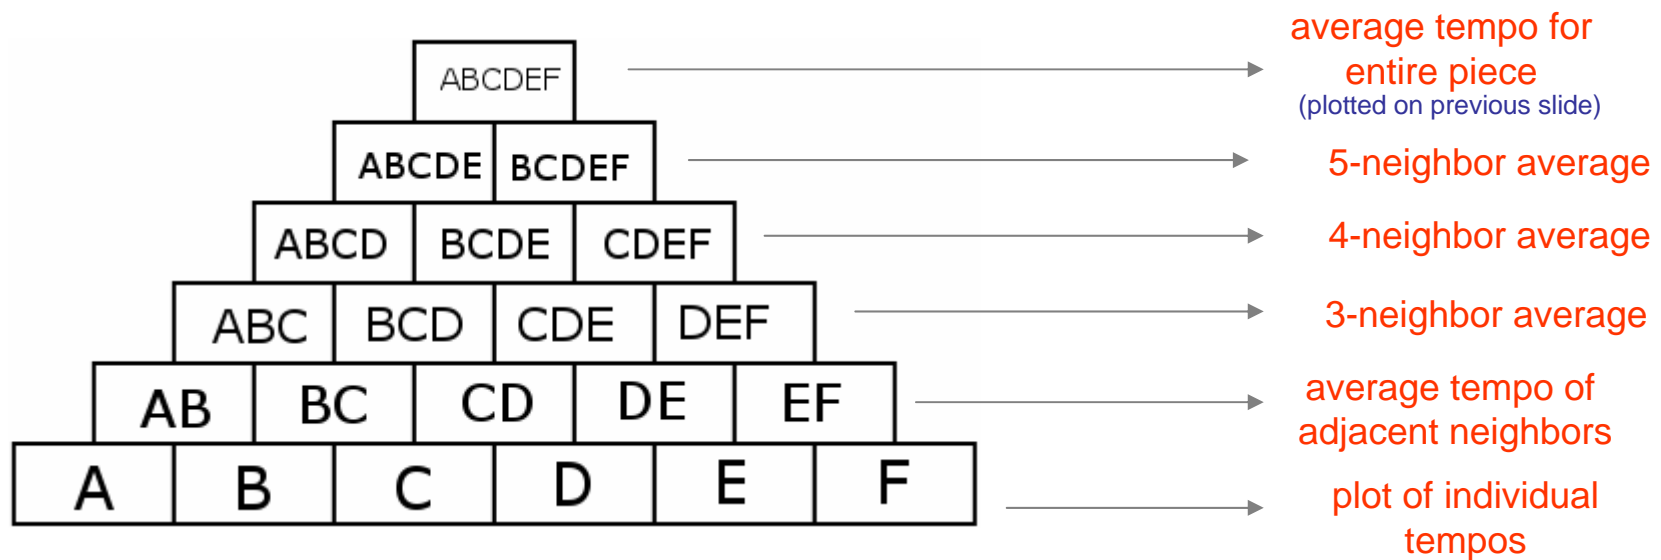 ABCDEF
average tempo for
entire piece
(plotted on previous slide)
ABCDE BCDEF
5-neighbor average
ABCD BCDE CDEF
4-neighbor average
ABC BCD CDE DEF
3-neighbor average
AB BC CD DE EF
average tempo of
adjacent neighbors
A B C D E F
plot of individual
tempos